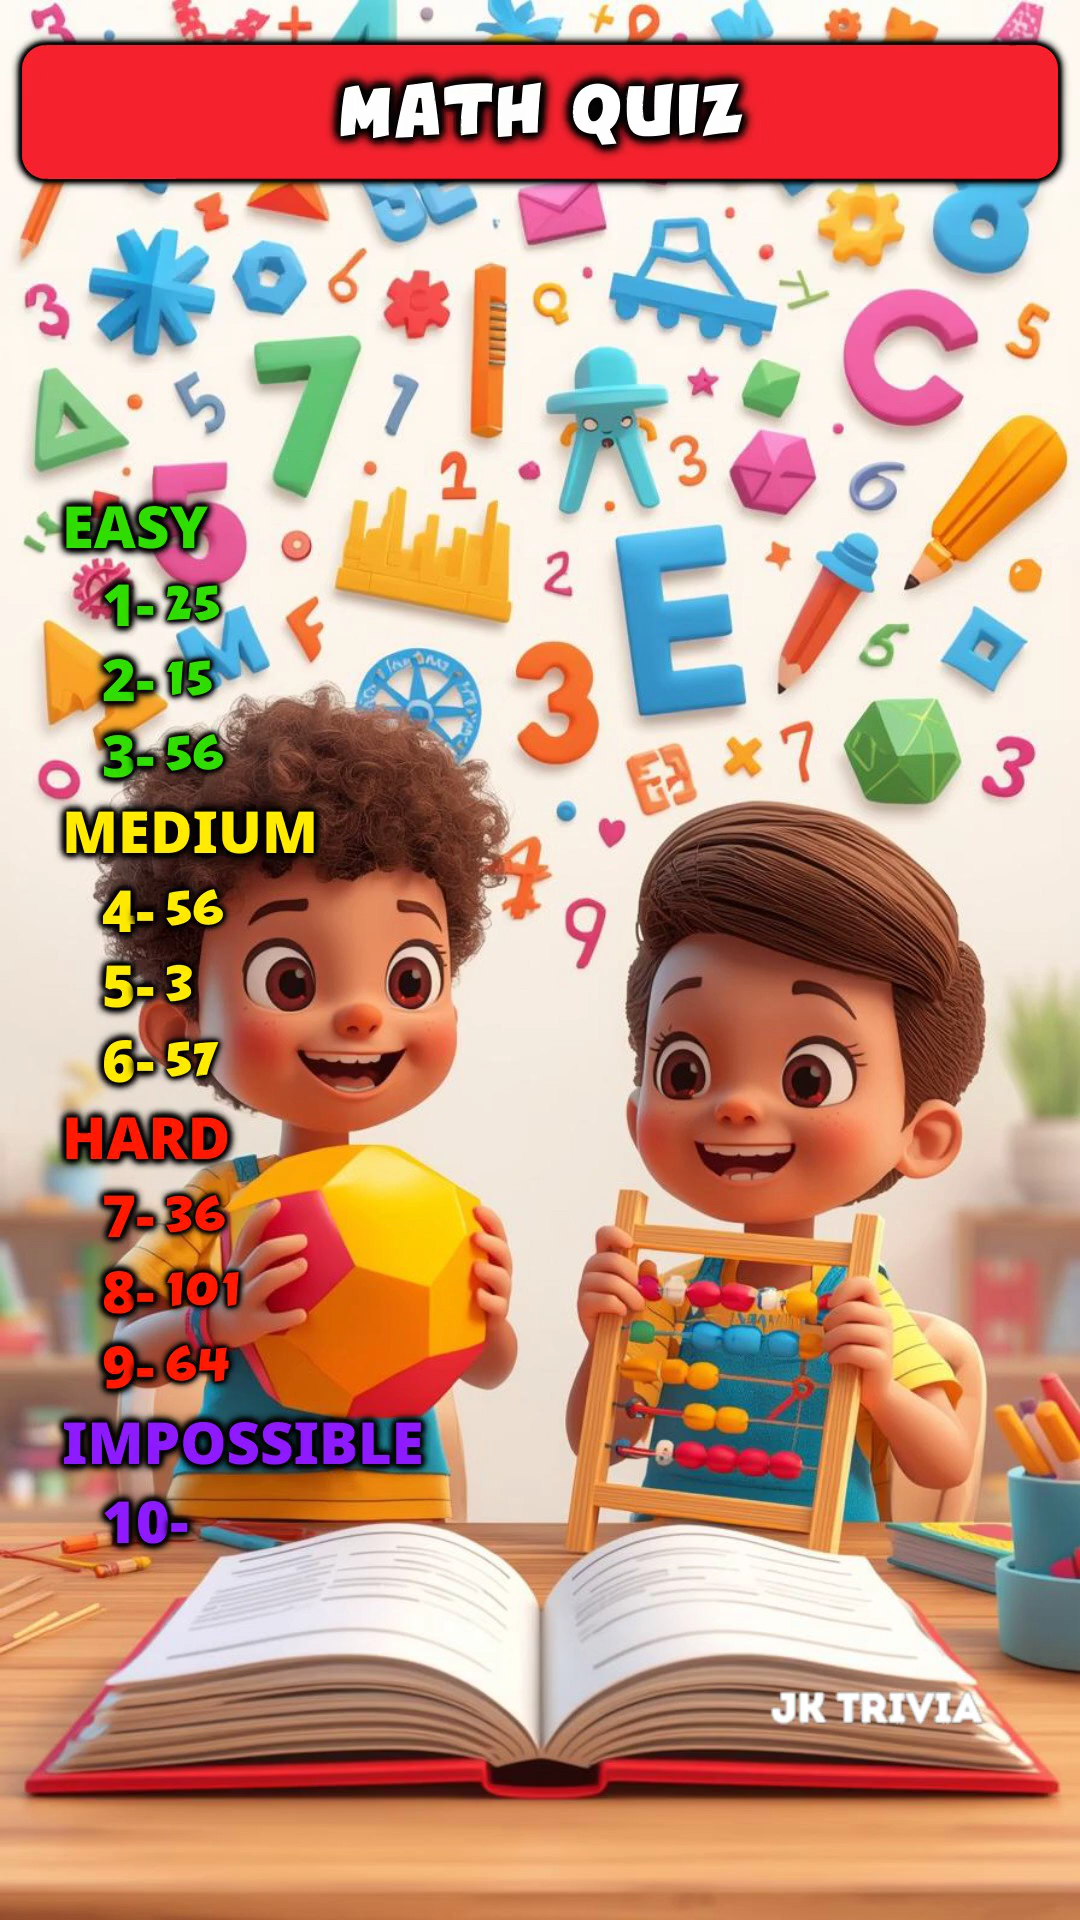 MATH QUIZ
EASY
1- 25
2- 15
3- 56
MEDIUM
4- 56
5- 3
6- 57
HARD
7- 36
8- 101
9- 64
IMPOSSIBLE
10-
JK TRIVIA